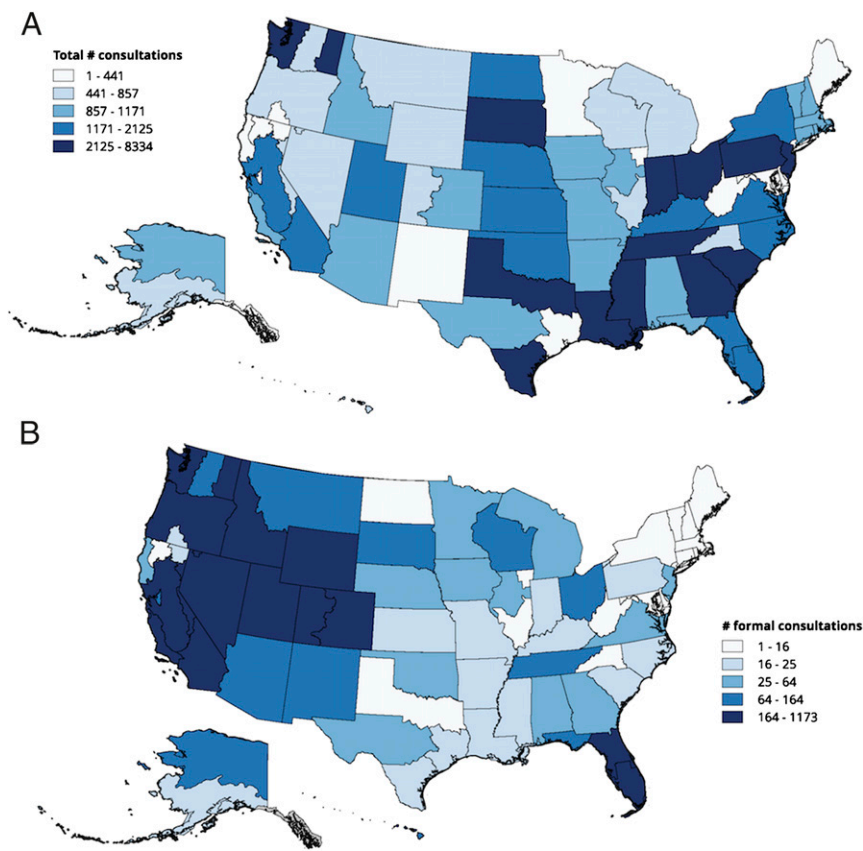 A
Total # consultations
1 - 441
441 - 857
857 - 1171
1171 - 2125
2125 - 8334
B
# formal consultations
1 - 16
16 - 25
25 - 64
64 - 164
164 - 1173